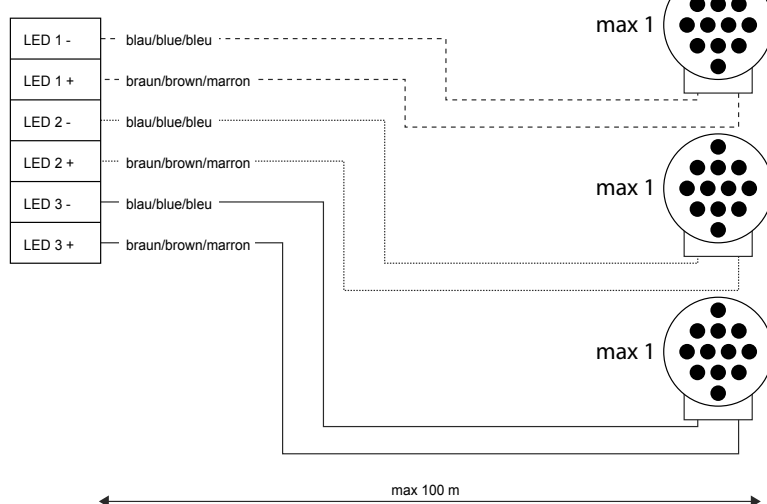 max 1
LED 1 - blau/blue/bleu
LED 1 + braun/brown/marron
LED 2 - blau/blue/bleu
LED 2 + braun/brown/marron
max 1
LED 3 - blau/blue/bleu
LED 3 + braun/brown/marron
max 1
max 100 m